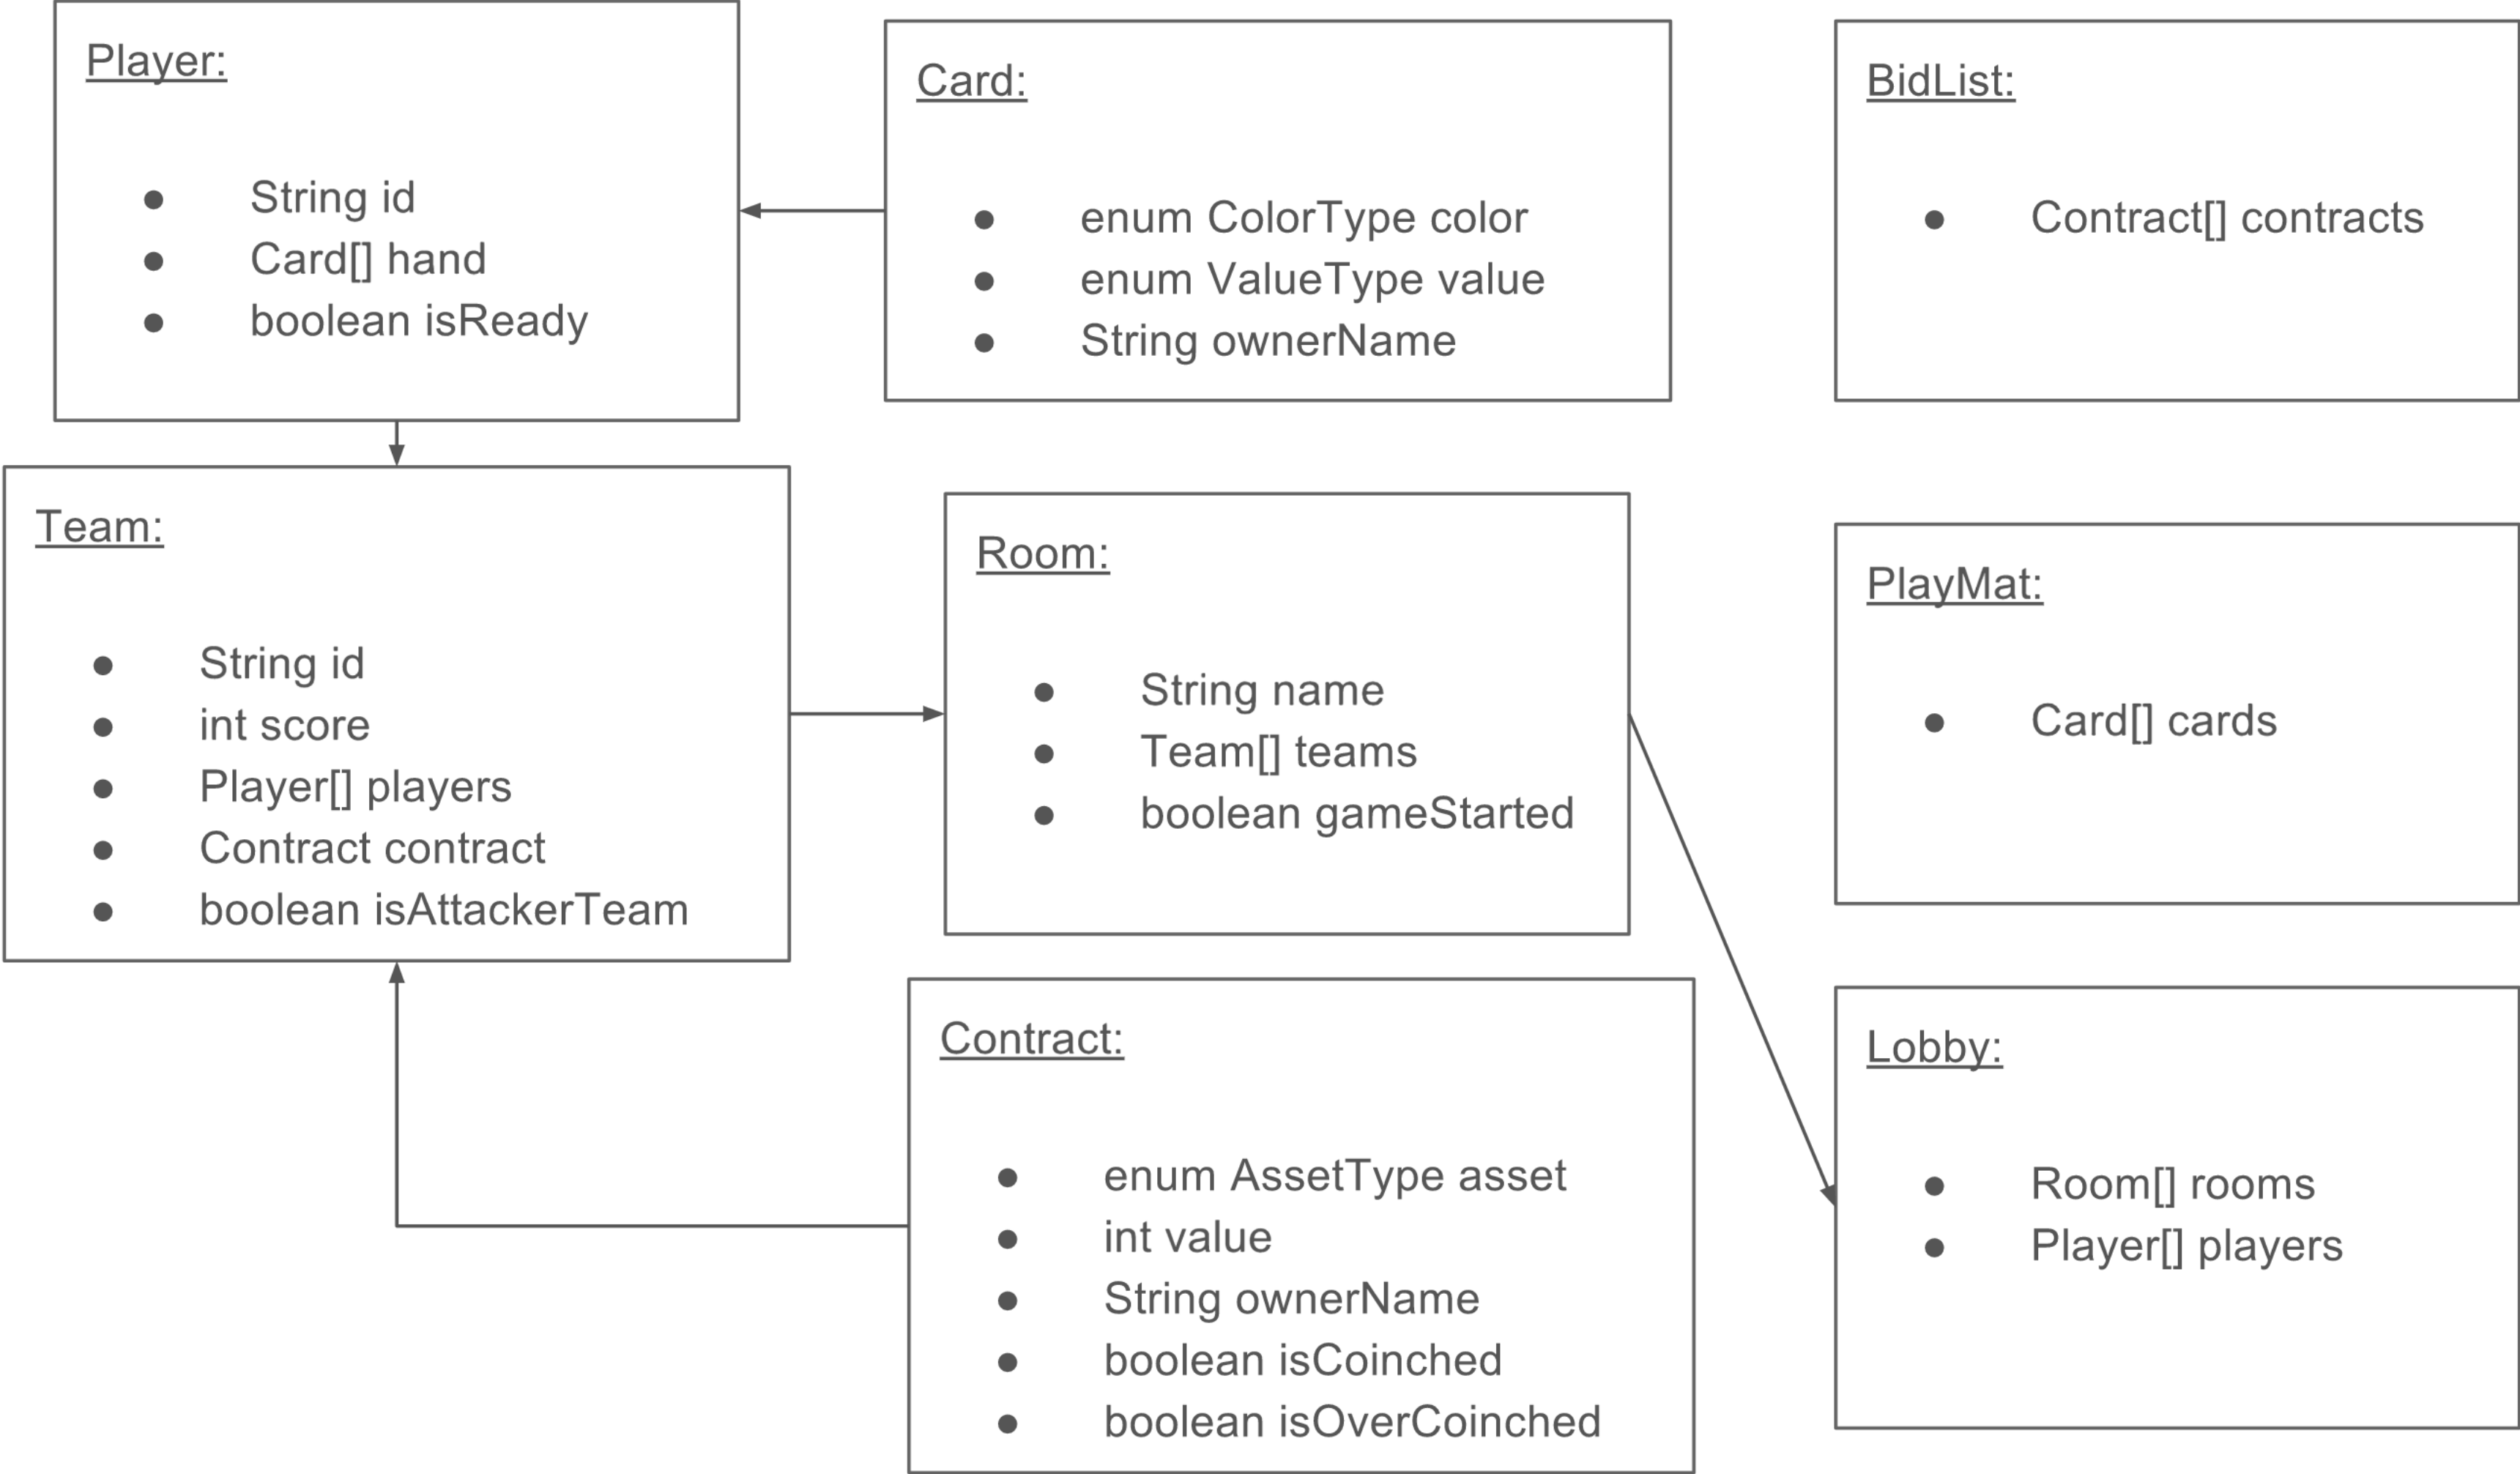 Player:
● String id
● Card[] hand
● boolean isReady
Card:
● enum ColorType color
● enum ValueType value
● String ownerName
BidList:
● Contract[] contracts
Team:
● String id
● int score
● Player[] players
● Contract contract
● boolean isAttackerTeam
Room:
● String name
● Team[] teams
● boolean gameStarted
PlayMat:
● Card[] cards
Contract:
● enum AssetType asset
● int value
● String ownerName
● boolean isCoinched
● boolean isOverCoinched
Lobby:
● Room[] rooms
● Player[] players